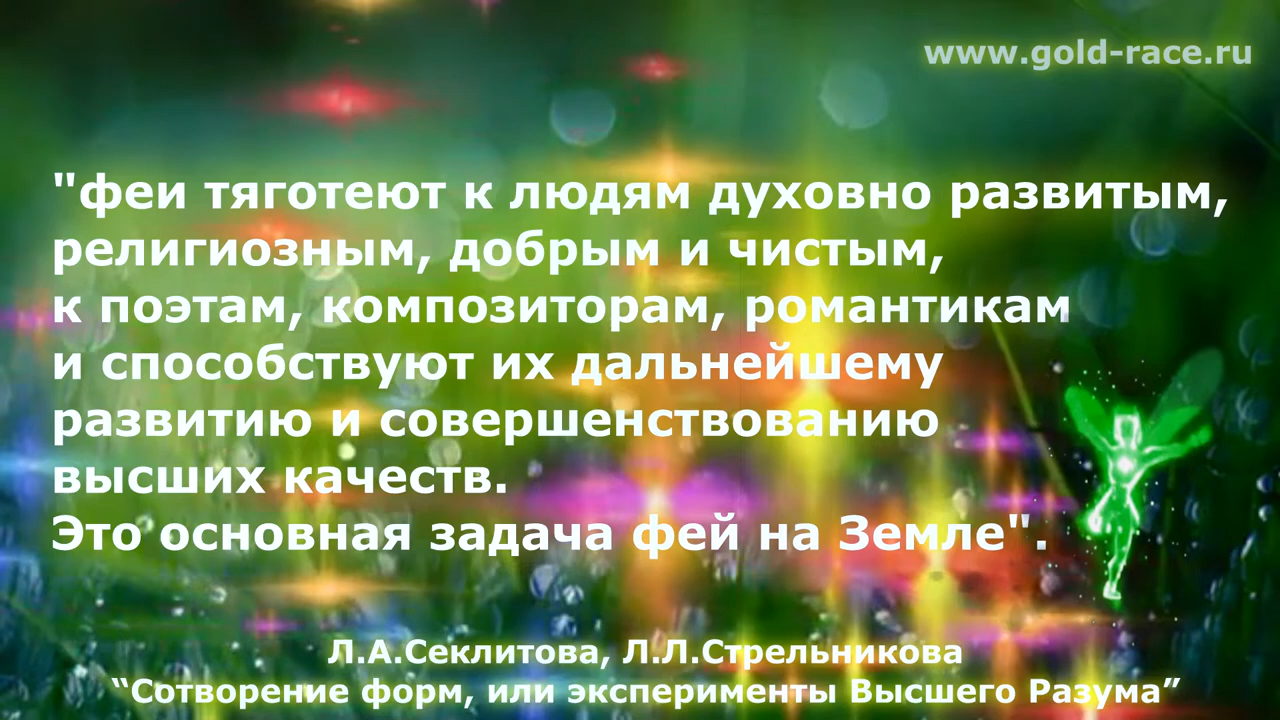 www.gold-race.ru
"феи тяготеют к людям духовно развитым,
религиозным, добрым и чистым,
к поэтам, композиторам, романтикам
и способствуют их дальнейшему
развитию и совершенствованию
высших качеств.
Это основная задача фей на Земле".
Л.А.Секлитова, Л.Л.Стрельникова
“Сотворение форм, или эксперименты Высшего Разума”